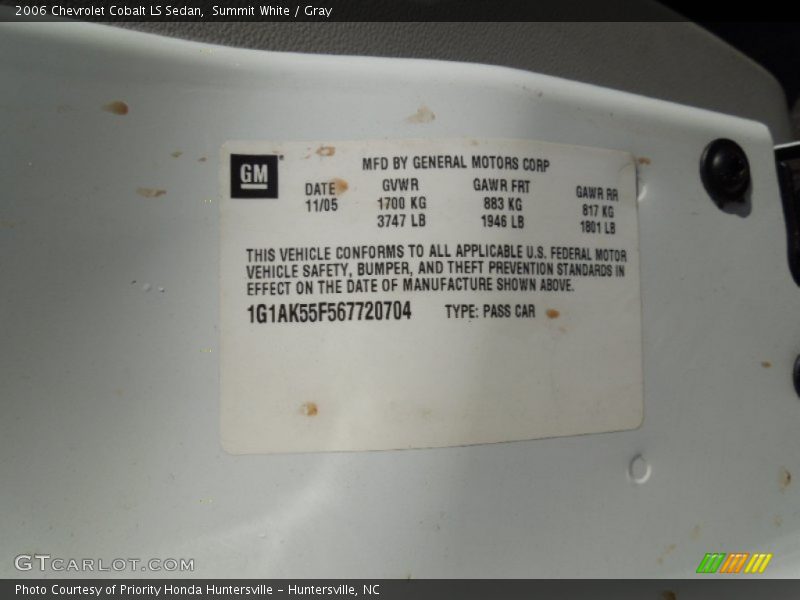 2006 Chevrolet Cobalt LS Sedan,  Summit White / Gray
GM
MFD BY GENERAL MOTORS CORP
DATE GVWR GAWR FRT GAWR RR
11/05 1700 KG 883 KG 817 KG
3747 LB 1946 LB 1801 LB
THIS VEHICLE CONFORMS TO ALL APPLICABLE U.S. FEDERAL MOTOR
VEHICLE SAFETY, BUMPER, AND THEFT PREVENTION STANDARDS IN
EFFECT ON THE DATE OF MANUFACTURE SHOWN ABOVE.
1G1AK55F567720704 TYPE: PASS CAR
GTCARLOT.COM
Photo Courtesy of Priority Honda Huntersville - Huntersville, NC